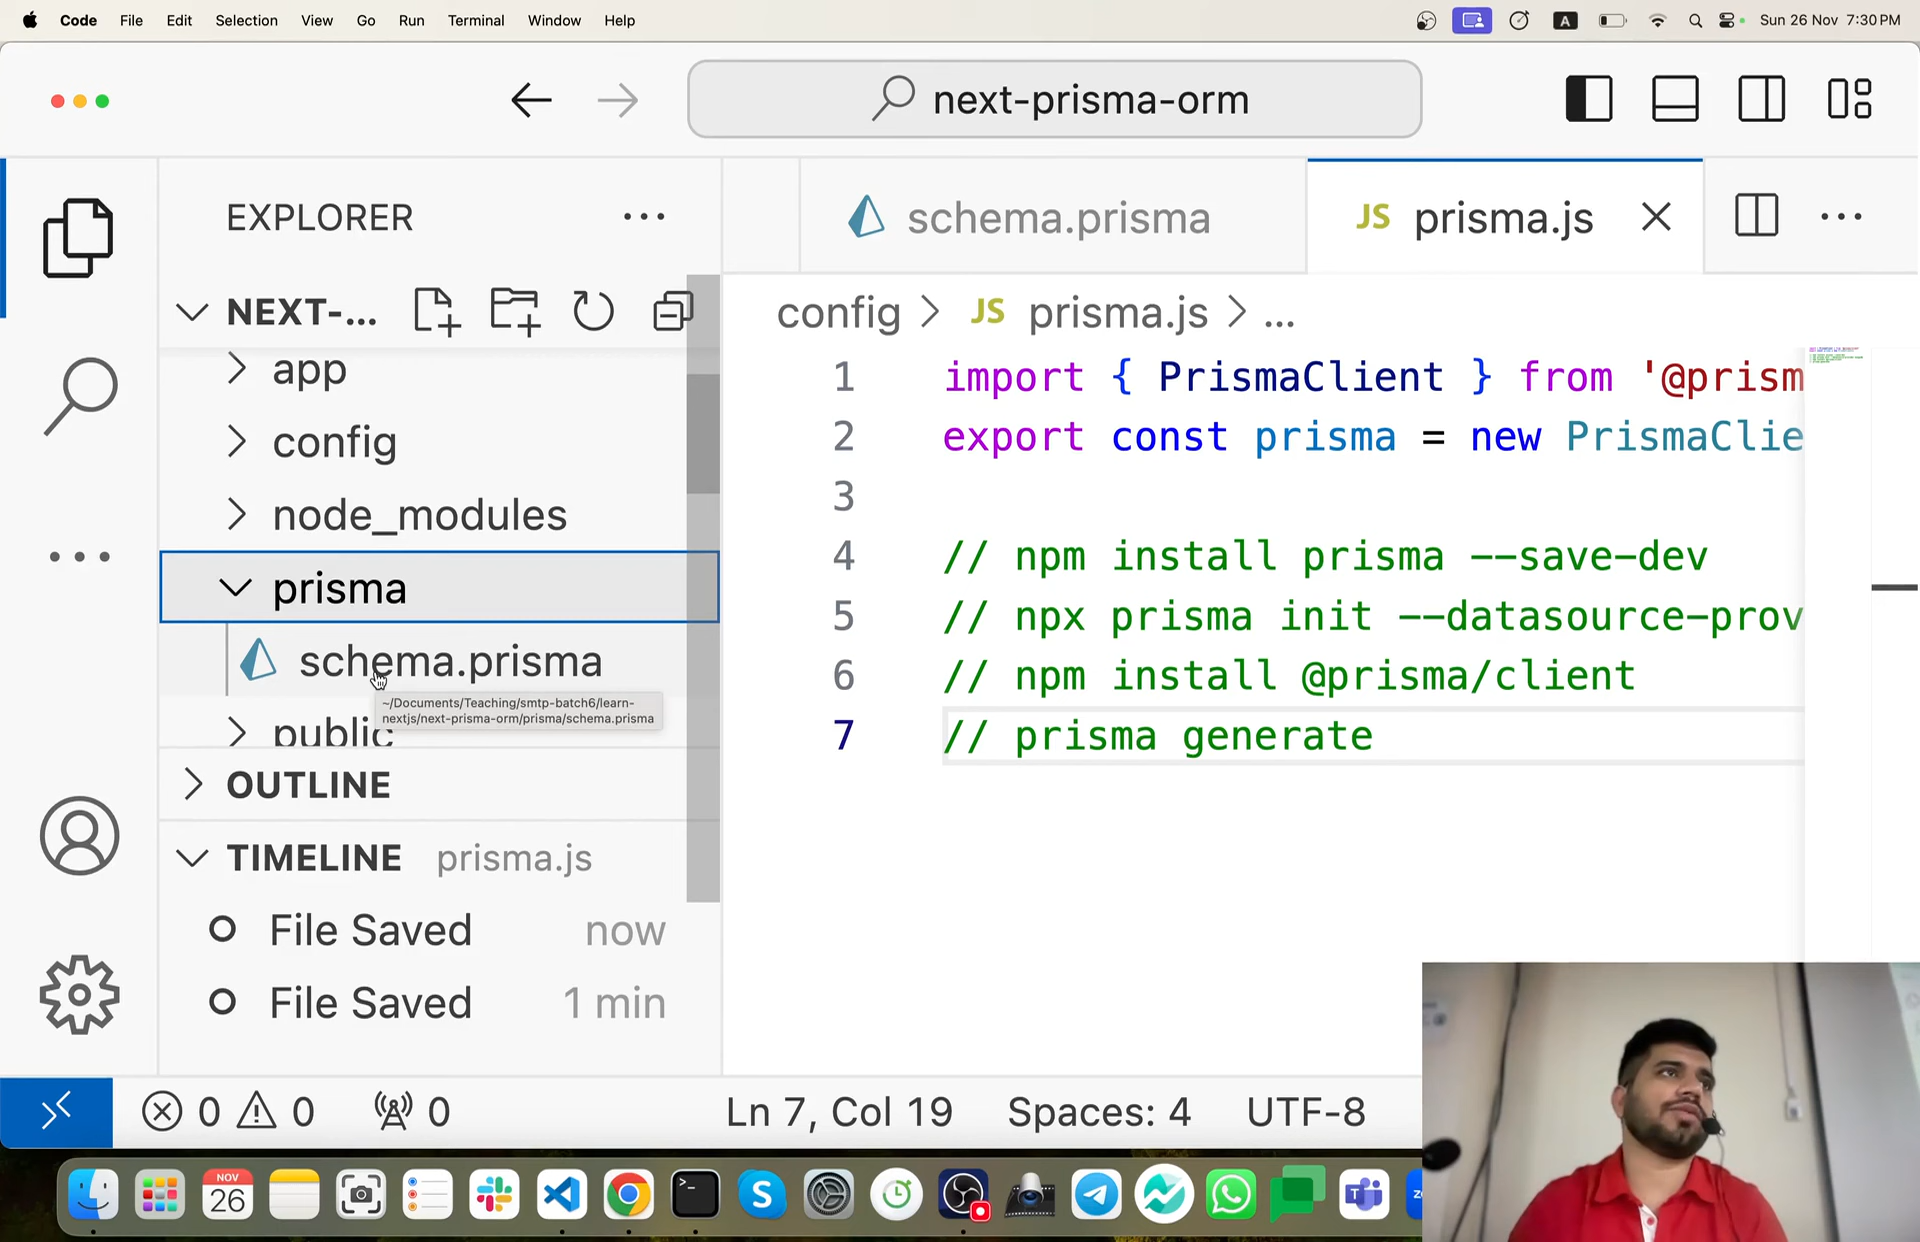 Code File Edit Selection View Go Run Terminal Window Help
A
Sun 26 Nov 7:30 PM
next-prisma-orm
EXPLORER
NEXT-...
app
config
node_modules
prisma
schema.prisma
~/Documents/Teaching/smtp-batch6/learn-
nextjs/next-prisma-orm/prisma/schema.prisma
public
OUTLINE
TIMELINE prisma.js
File Saved now
File Saved 1 min
schema.prisma
JS prisma.js
config > JS prisma.js > ...
1 import { PrismaClient } from '@prism
2 export const prisma = new PrismaClie
3
4 // npm install prisma --save-dev
5 // npx prisma init --datasource-prov
6 // npm install @prisma/client
7 // prisma generate
0 0 0
Ln 7, Col 19 Spaces: 4 UTF-8
NOV
26
S
T